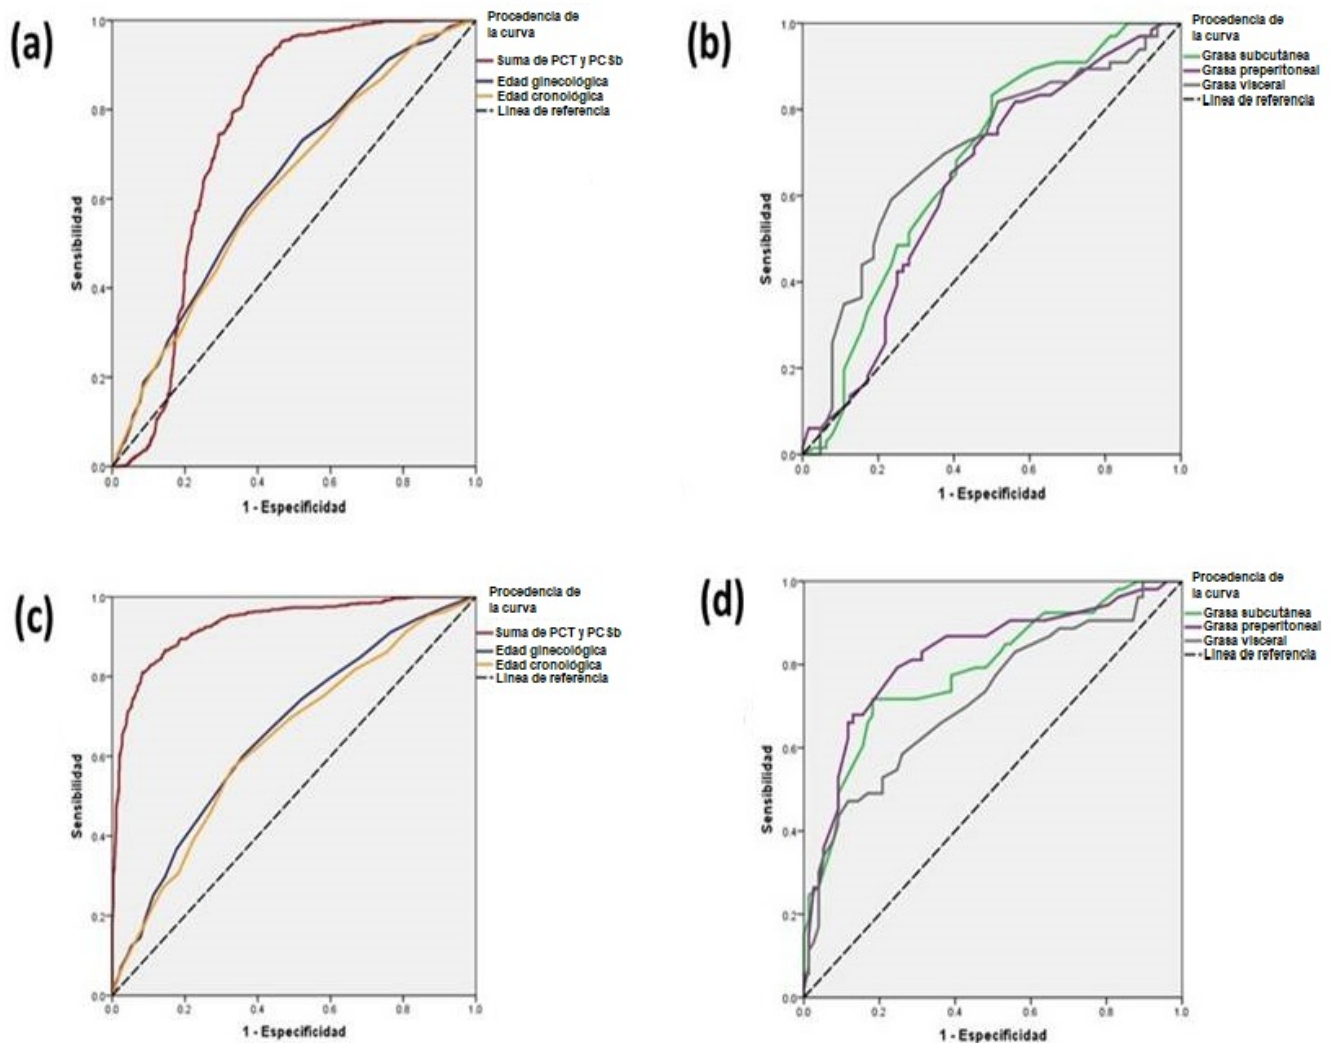 (a)
Procedencia de
la curva
Suma de PCT y PCSb
Edad ginecológica
Edad cronológica
Linea de referencia
Sensibilidad
1.0
0.8
0.6
0.4
0.2
0.0
0.0 0.2 0.4 0.6 0.8 1.0
1 - Especificidad
(b)
Procedencia de
la curva
Grasa subcutánea
Grasa preperitoneal
Grasa visceral
Linea de referencia
Sensibilidad
1.0
0.8
0.6
0.4
0.2
0.0
0.0 0.2 0.4 0.6 0.8 1.0
1 - Especificidad
(c)
Procedencia de
la curva
Suma de PCT y PCSb
Edad ginecológica
Edad cronológica
Linea de referencia
Sensibilidad
1.0
0.8
0.6
0.4
0.2
0.0
0.0 0.2 0.4 0.6 0.8 1.0
1 - Especificidad
(d)
Procedencia de
la curva
Grasa subcutánea
Grasa preperitoneal
Grasa visceral
Linea de referencia
Sensibilidad
1.0
0.8
0.6
0.4
0.2
0.0
0.0 0.2 0.4 0.6 0.8 1.0
1 - Especificidad